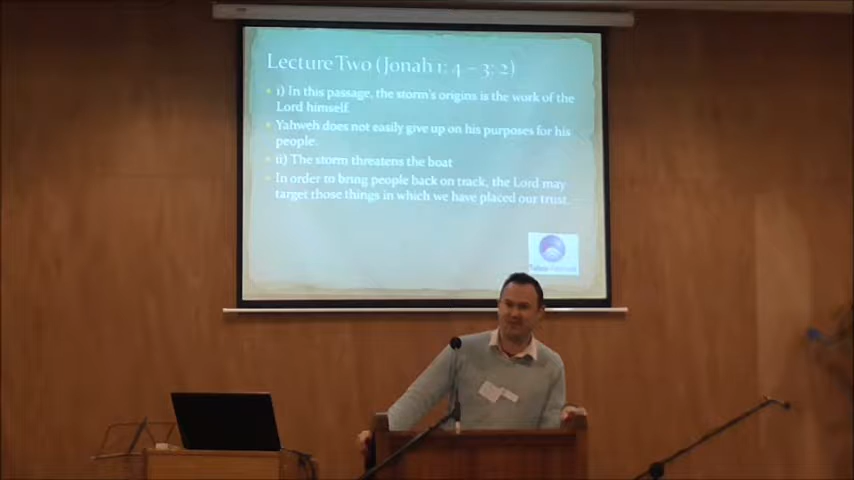 Lecture Two (Jonah 1: 4 – 3: 2)
i) In this passage, the storm's origins is the work of the
Lord himself.
Yahweh does not easily give up on his purposes for his
people.
ii) The storm threatens the boat
In order to bring people back on track, the Lord may
target those things in which we have placed our trust.